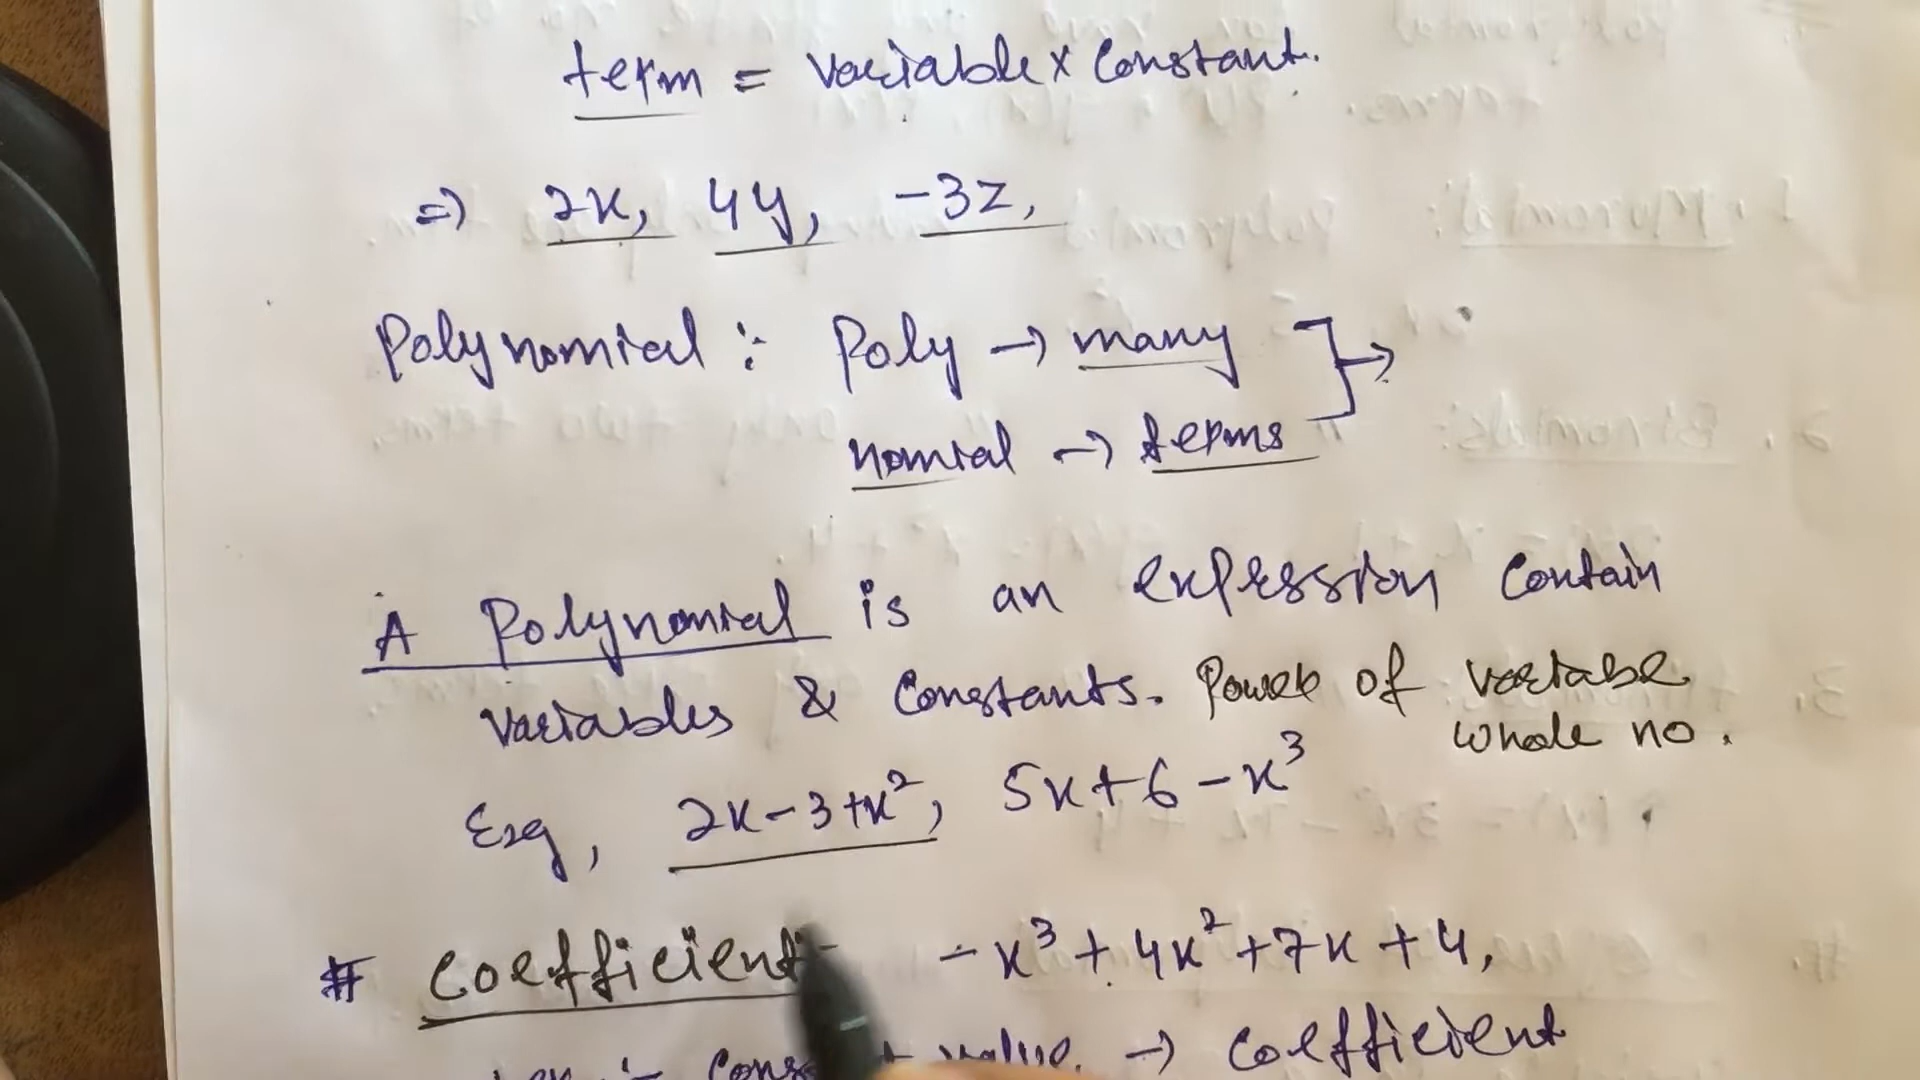 term = variable × constant.
=> 2x, 4y, -3z,
Polynomial :- Poly → many
nomial → terms
A Polynomial is an expression contain
variables & constants. Power of variable
whole no.
Eg, 2x-3+x², 5x+6-x³
# Coefficient - -x³+4x²+7x+4,
value. → Coefficient